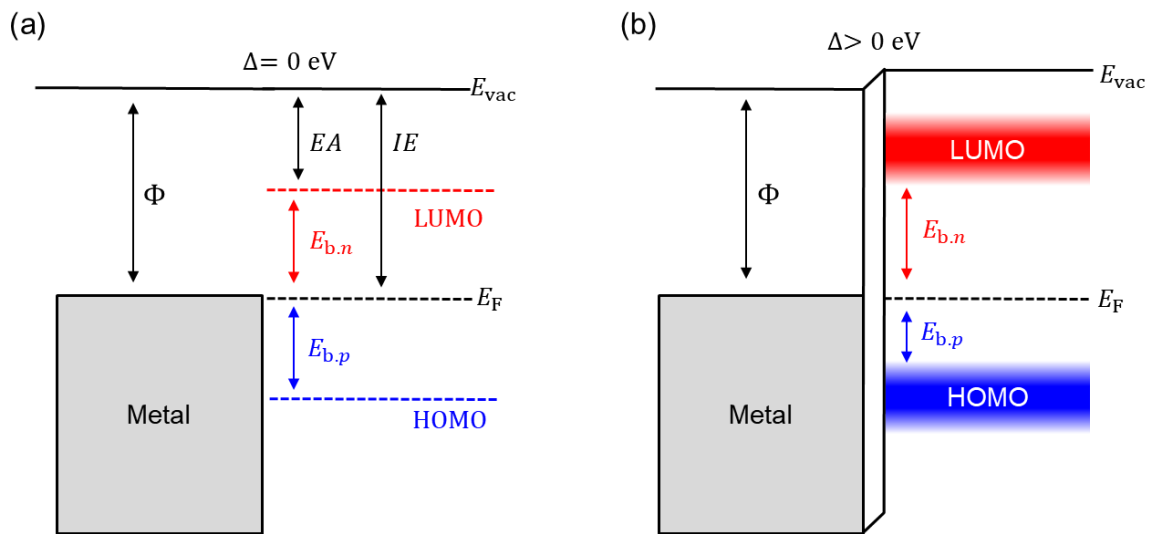 (a)
Δ= 0 eV
E_vac
EA
IE
Φ
LUMO
E_b.n
E_F
E_b.p
Metal
HOMO
(b)
Δ> 0 eV
E_vac
LUMO
Φ
E_b.n
E_F
E_b.p
Metal
HOMO